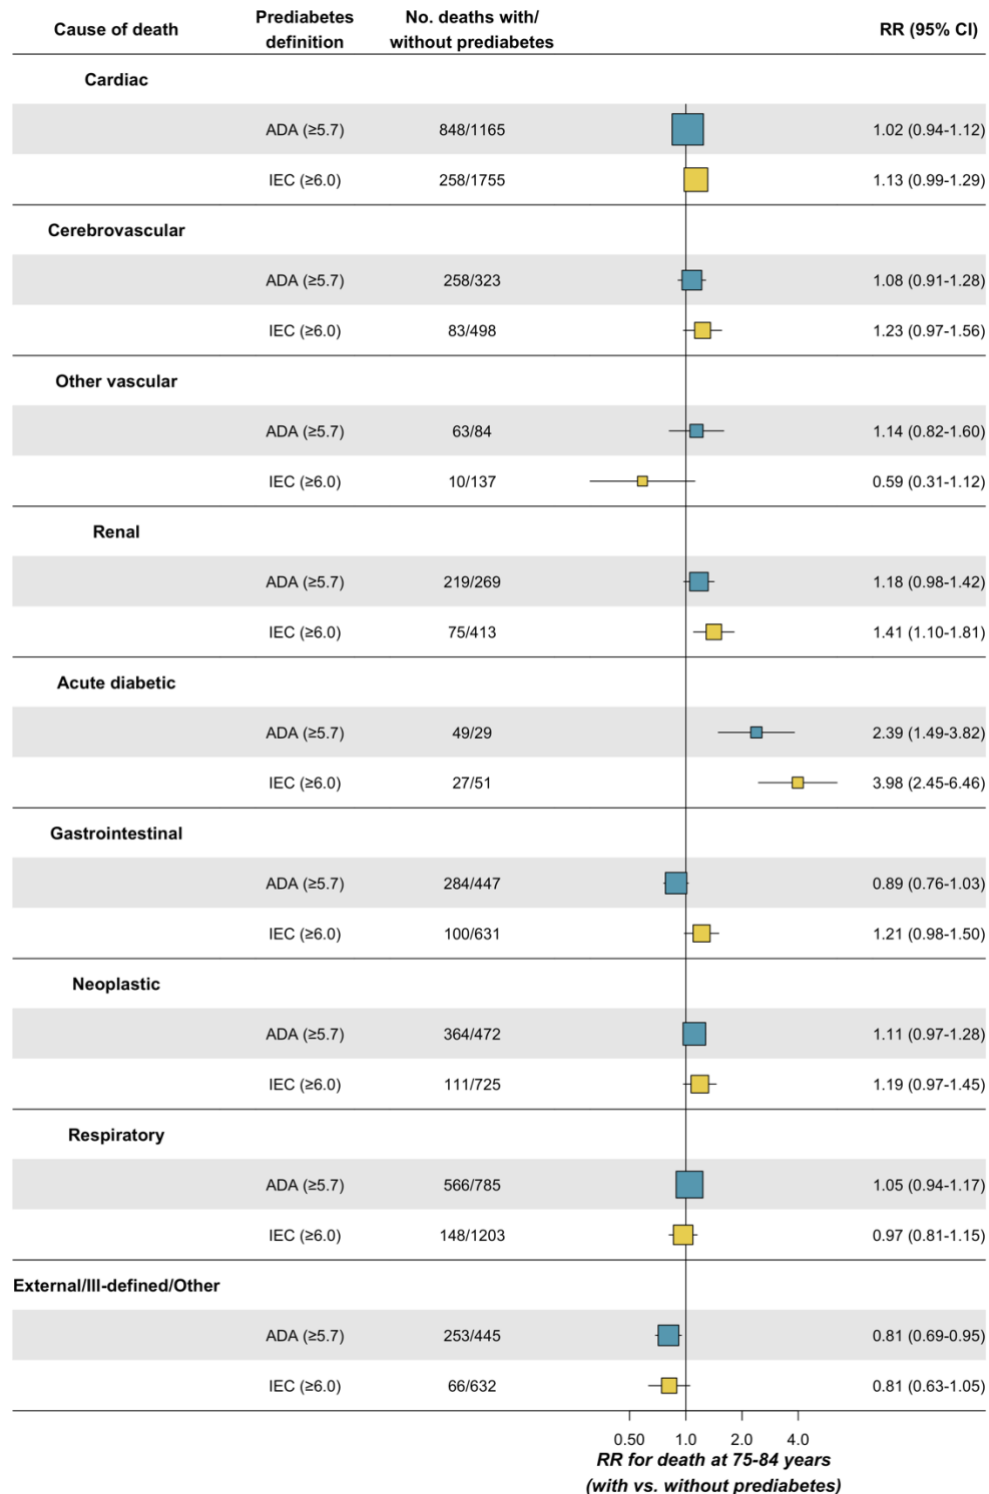 Cause of death Prediabetes definition No. deaths with/ without prediabetes RR (95% CI)
Cardiac
ADA (≥5.7) 848/1165 1.02 (0.94-1.12)
IEC (≥6.0) 258/1755 1.13 (0.99-1.29)
Cerebrovascular
ADA (≥5.7) 258/323 1.08 (0.91-1.28)
IEC (≥6.0) 83/498 1.23 (0.97-1.56)
Other vascular
ADA (≥5.7) 63/84 1.14 (0.82-1.60)
IEC (≥6.0) 10/137 0.59 (0.31-1.12)
Renal
ADA (≥5.7) 219/269 1.18 (0.98-1.42)
IEC (≥6.0) 75/413 1.41 (1.10-1.81)
Acute diabetic
ADA (≥5.7) 49/29 2.39 (1.49-3.82)
IEC (≥6.0) 27/51 3.98 (2.45-6.46)
Gastrointestinal
ADA (≥5.7) 284/447 0.89 (0.76-1.03)
IEC (≥6.0) 100/631 1.21 (0.98-1.50)
Neoplastic
ADA (≥5.7) 364/472 1.11 (0.97-1.28)
IEC (≥6.0) 111/725 1.19 (0.97-1.45)
Respiratory
ADA (≥5.7) 566/785 1.05 (0.94-1.17)
IEC (≥6.0) 148/1203 0.97 (0.81-1.15)
External/Ill-defined/Other
ADA (≥5.7) 253/445 0.81 (0.69-0.95)
IEC (≥6.0) 66/632 0.81 (0.63-1.05)
0.50 1.0 2.0 4.0
RR for death at 75-84 years
(with vs. without prediabetes)